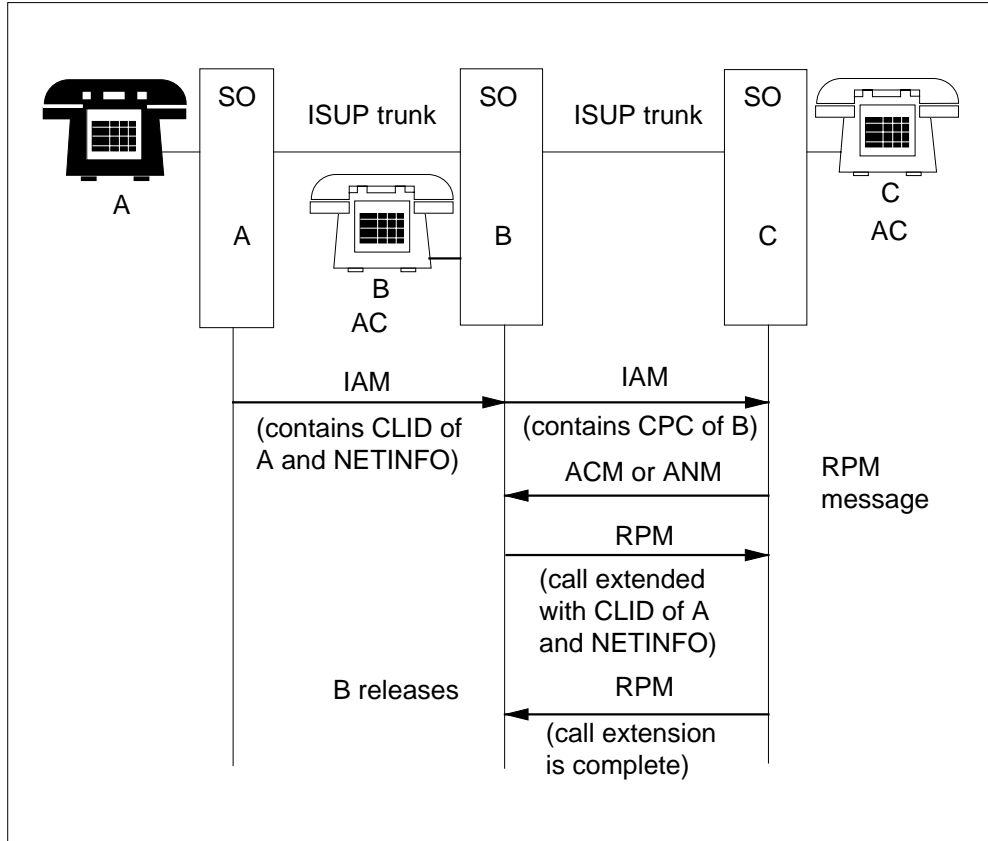 SO
ISUP trunk
SO
ISUP trunk
SO
A
A
B
AC
B
C
C
AC
IAM
(contains CLID of
A and NETINFO)
IAM
(contains CPC of B)
ACM or ANM
RPM
message
RPM
(call extended
with CLID of A
and NETINFO)
B releases
RPM
(call extension
is complete)